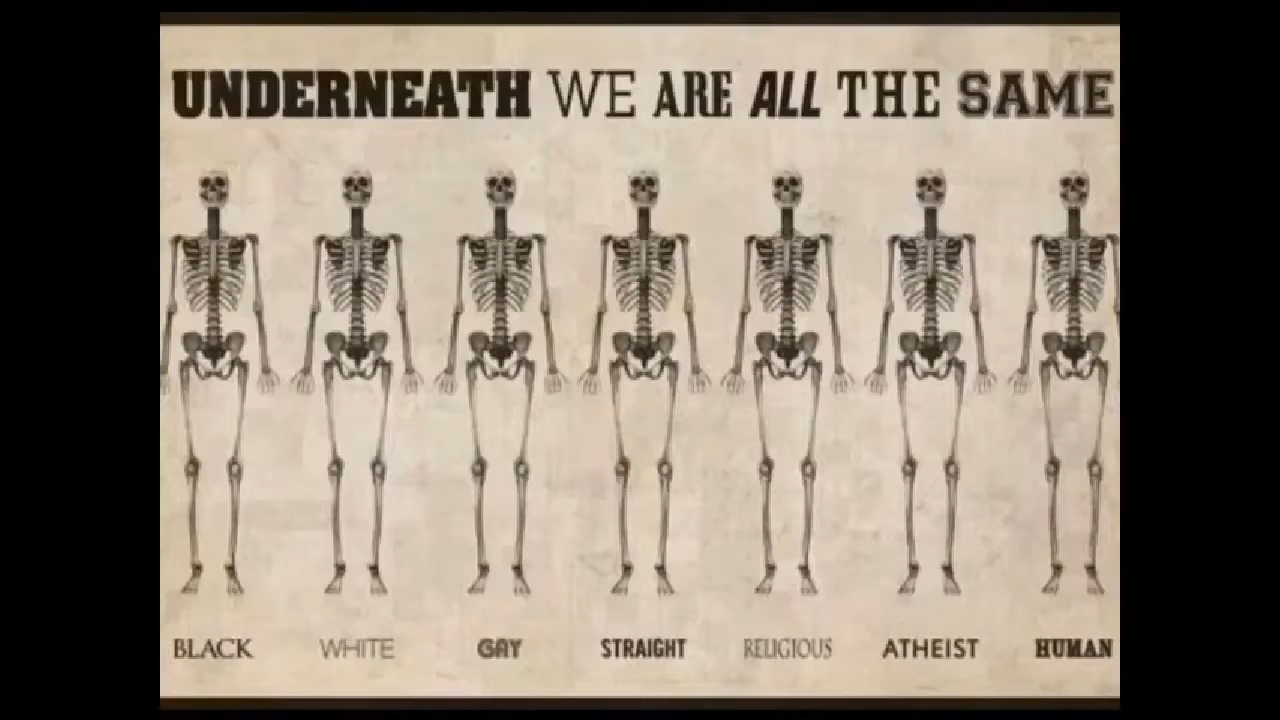 UNDERNEATH WE ARE ALL THE SAME
BLACK WHITE GAY STRAIGHT RELIGIOUS ATHEIST HUMAN